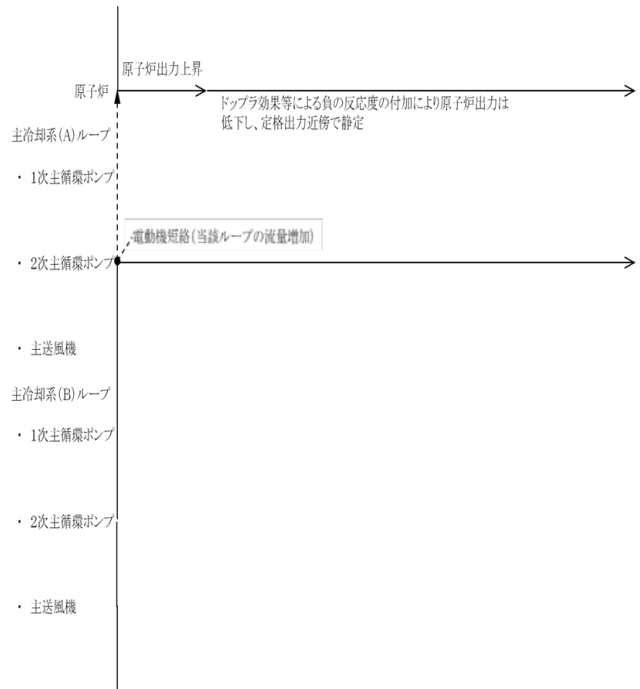 原子炉出力上昇
原子炉
ドップラ効果等による負の反応度の付加により原子炉出力は
低下し、定格出力近傍で静定
主冷却系(A)ループ
・ 1次主循環ポンプ
電動機短絡(当該ループの流量増加)
・ 2次主循環ポンプ
・ 主送風機
主冷却系(B)ループ
・ 1次主循環ポンプ
・ 2次主循環ポンプ
・ 主送風機